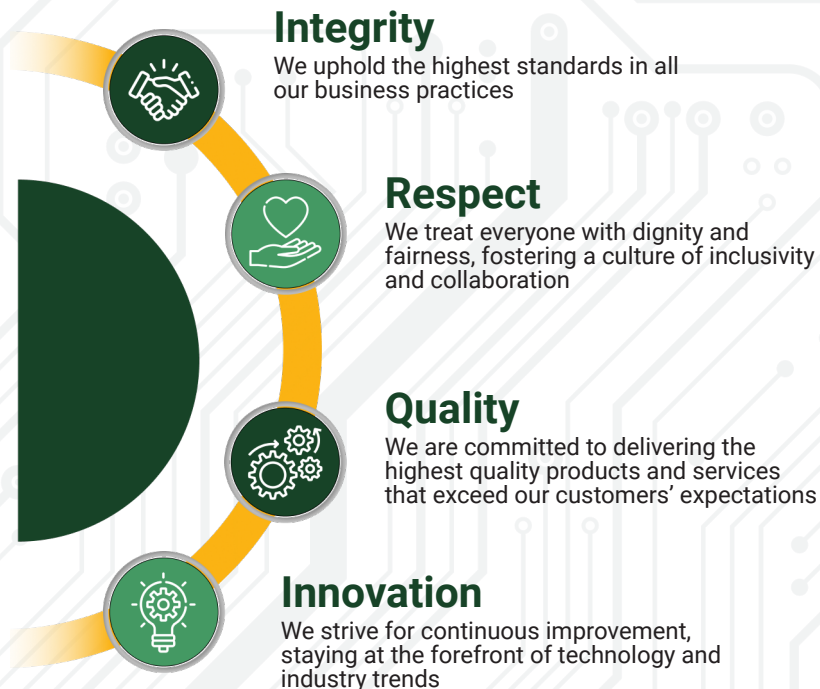 Integrity
We uphold the highest standards in all
our business practices
Respect
We treat everyone with dignity and
fairness, fostering a culture of inclusivity
and collaboration
Quality
We are committed to delivering the
highest quality products and services
that exceed our customers’ expectations
Innovation
We strive for continuous improvement,
staying at the forefront of technology and
industry trends